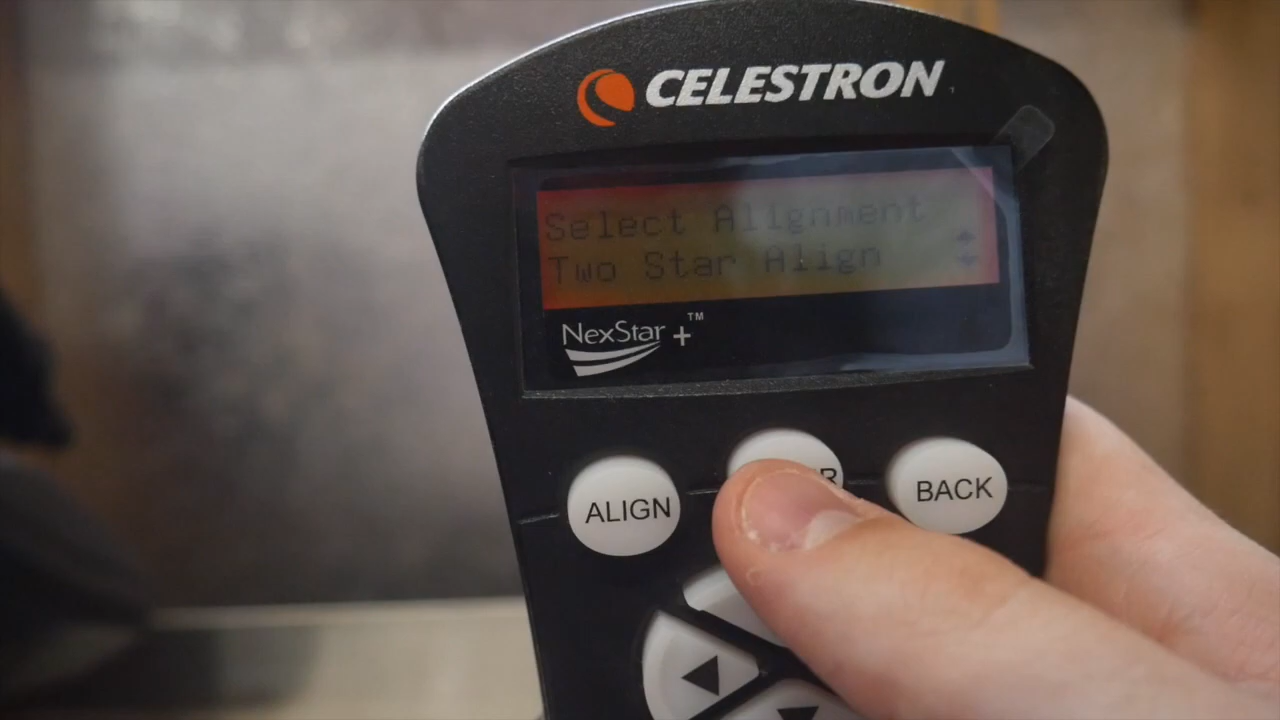 CELESTRON
Select Alignment
Two Star Align
NexStar +™
ALIGN
BACK